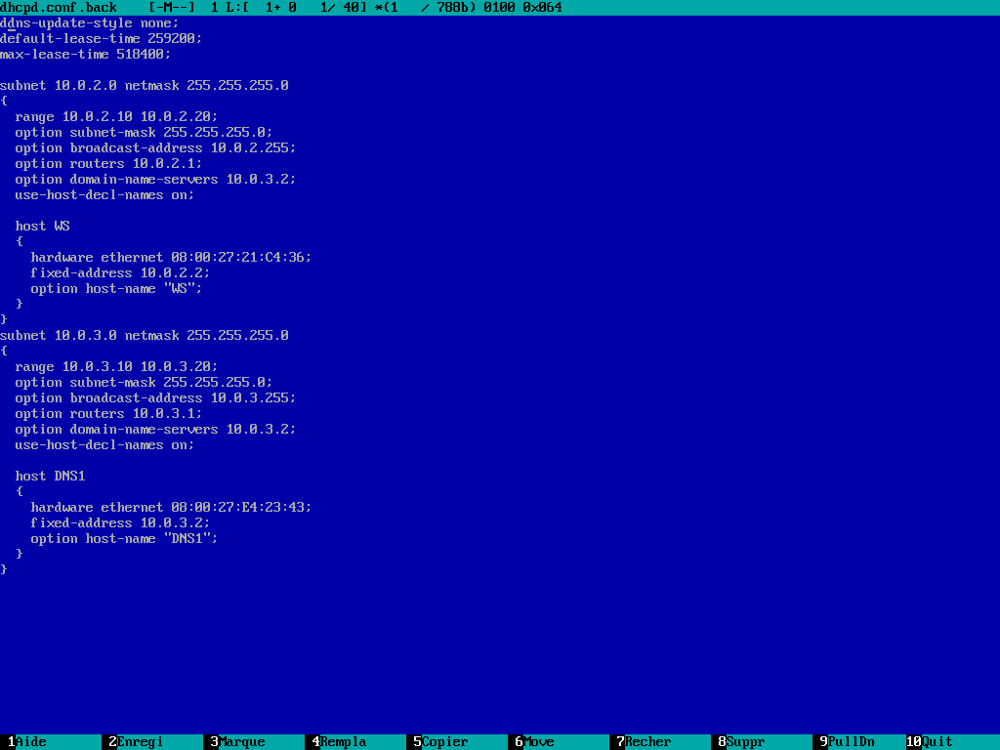 dhcpd.conf.back    [-M--]  1 L:[  1+ 0   1/ 40] *(1   / 788b) 0100 0x064
ddns-update-style none;
default-lease-time 259200;
max-lease-time 518400;

subnet 10.0.2.0 netmask 255.255.255.0
{
  range 10.0.2.10 10.0.2.20;
  option subnet-mask 255.255.255.0;
  option broadcast-address 10.0.2.255;
  option routers 10.0.2.1;
  option domain-name-servers 10.0.3.2;
  use-host-decl-names on;

  host WS
  {
    hardware ethernet 08:00:27:21:C4:36;
    fixed-address 10.0.2.2;
    option host-name "WS";
  }
}
subnet 10.0.3.0 netmask 255.255.255.0
{
  range 10.0.3.10 10.0.3.20;
  option subnet-mask 255.255.255.0;
  option broadcast-address 10.0.3.255;
  option routers 10.0.3.1;
  option domain-name-servers 10.0.3.2;
  use-host-decl-names on;

  host DNS1
  {
    hardware ethernet 08:00:27:E4:23:43;
    fixed-address 10.0.3.2;
    option host-name "DNS1";
  }
}
1Aide 2Enregi 3Marque 4Rempla 5Copier 6Move 7Recher 8Suppr 9PullDn 10Quit